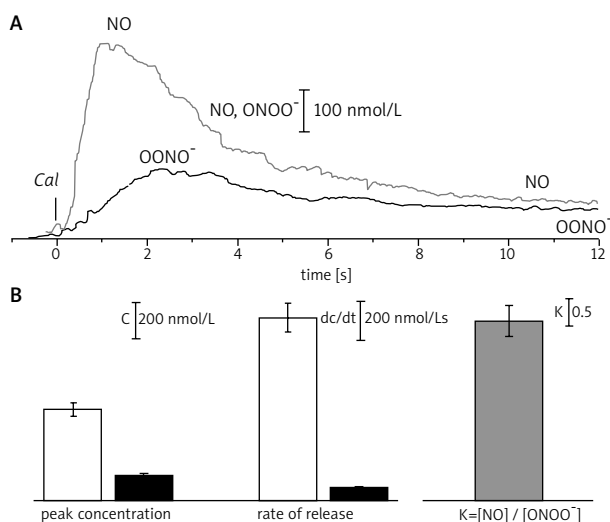 A
NO
NO, ONOO⁻ 100 nmol/L
OONO⁻
Cal
NO
OONO⁻
0 2 4 6 8 10 12
time [s]
B
C 200 nmol/L
dc/dt 200 nmol/Ls
K 0.5
peak concentration
rate of release
K=[NO] / [ONOO⁻]